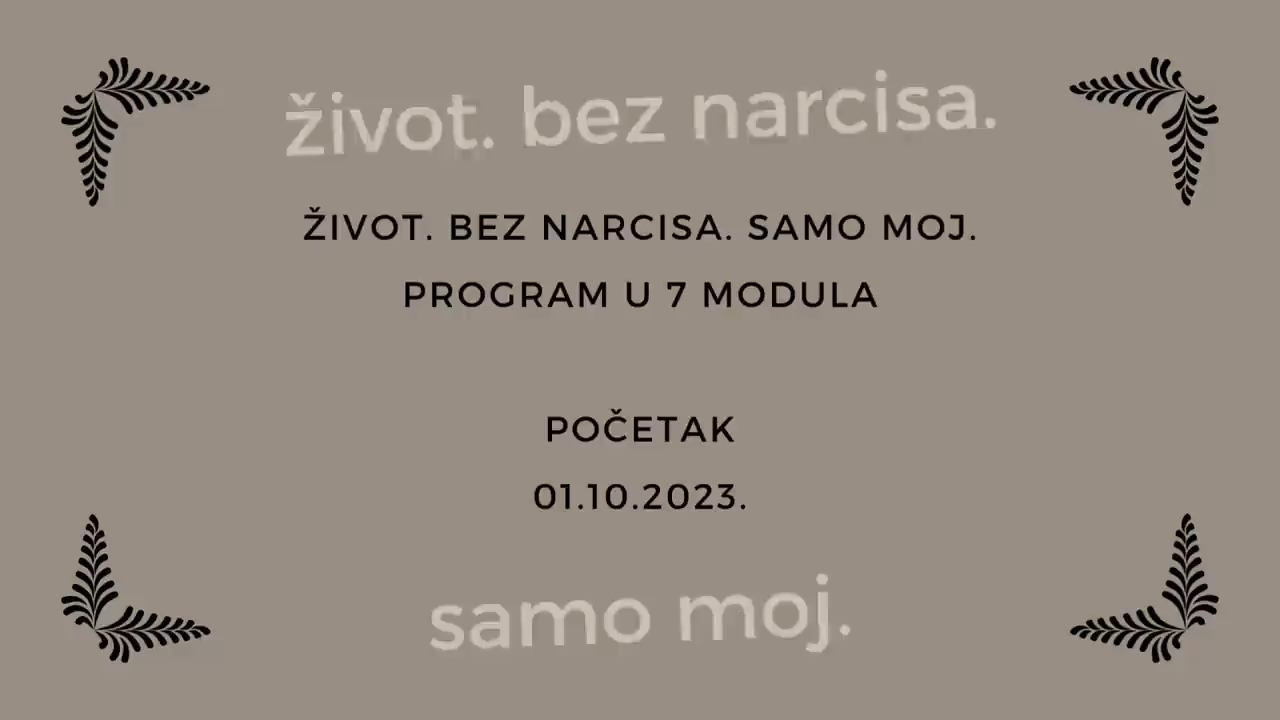 život. bez narcisa.
ŽIVOT. BEZ NARCISA. SAMO MOJ.
PROGRAM U 7 MODULA
POČETAK
01.10.2023.
samo moj.